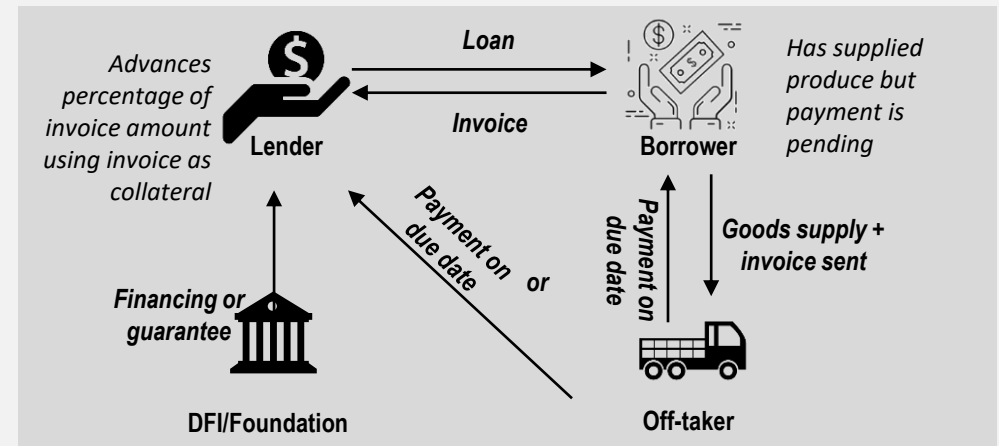 Advances
percentage of
invoice amount
using invoice as
collateral
$
Lender
Loan
Invoice
$
$
Borrower
Has supplied
produce but
payment is
pending
Payment on
due date
or
Payment on
due date
Goods supply +
invoice sent
Financing or
guarantee
DFI/Foundation
Off-taker